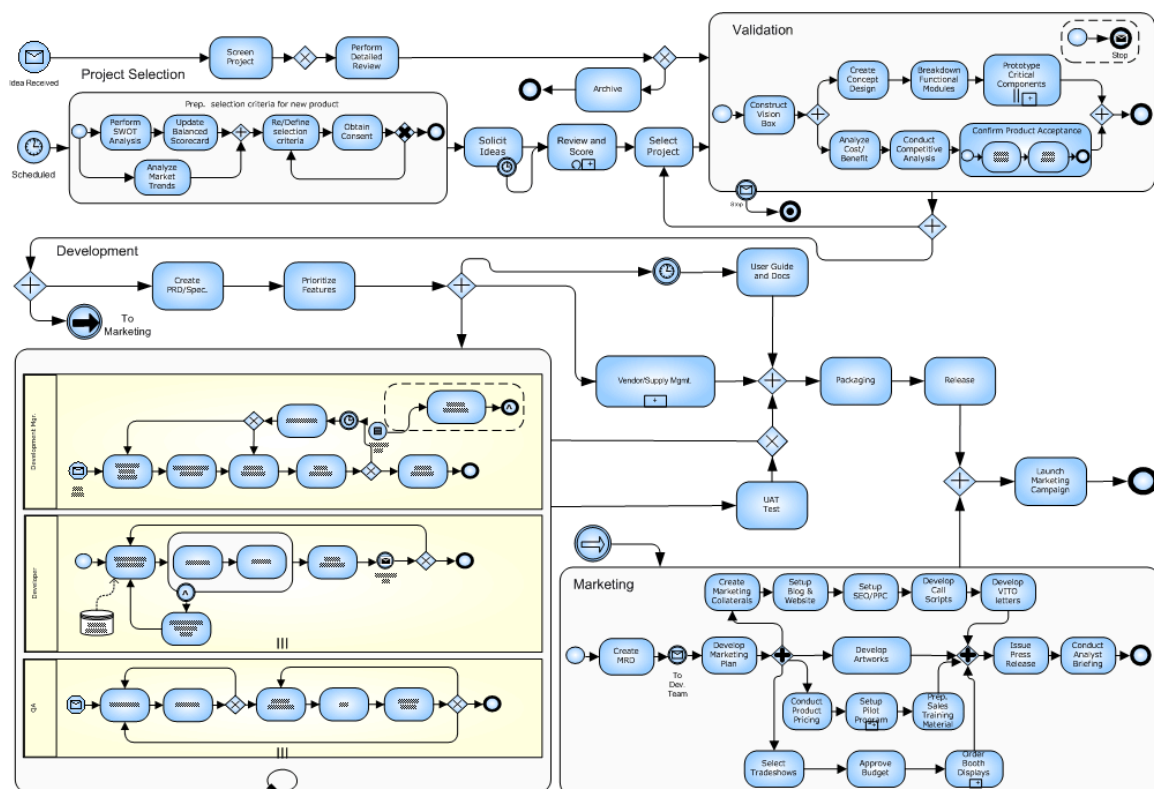 Validation
Stop
Idea Received
Screen
Project
Perform
Detailed
Review
Project Selection
Archive
Prototype
Critical
Components
Create
Concept
Design
Breakdown
Functional
Modules
Construct
Vision
Box
Analyze
Cost/
Benefit
Conduct
Competitive
Analysis
Confirm Product Acceptance
Scheduled
Prep. selection criteria for new product
Perform
SWOT
Analysis
Update
Balanced
Scorecard
Re/Define
selection
criteria
Obtain
Consent
Analyze
Market
Trends
Solicit
Ideas
Review and
Score
Select
Project
Development
Create
PRD/Spec.
Prioritize
Features
User Guide
and Docs
To
Marketing
Vendor/Supply Mgmt.
Packaging
Release
Development Mgr.
UAT
Test
Launch
Marketing
Campaign
Developer
QA
Marketing
Create
Marketing
Collaterals
Setup
Blog &
Website
Setup
SEO/PPC
Develop
Call
Scripts
Develop
VITO
letters
Create
MRD
To
Dev
Team
Develop
Marketing
Plan
Develop
Artworks
Issue
Press
Release
Conduct
Analyst
Briefing
Conduct
Product
Pricing
Setup
Pilot
Program
Prep.
Sales
Training
Material
Select
Tradeshows
Approve
Budget
Order
Booth
Displays